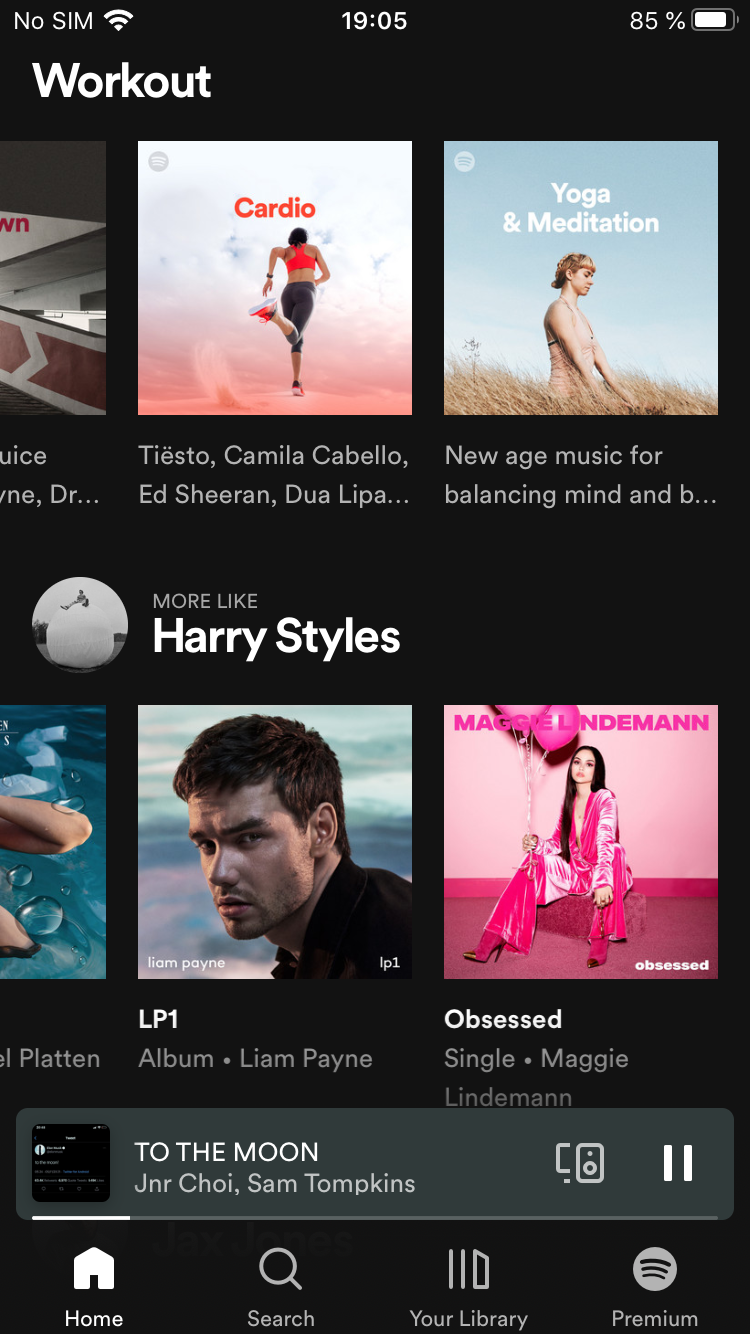 No SIM 19:05 85 %
Workout
wn
Cardio
Yoga
& Meditation
uice
Tiësto, Camila Cabello,
New age music for
yne, Dr…
Ed Sheeran, Dua Lipa…
balancing mind and b…
MORE LIKE
Harry Styles
EN
S
MAGGIE LINDEMANN
liam payne
lp1
obsessed
LP1
Obsessed
el Platten
Album • Liam Payne
Single • Maggie
Lindemann
TO THE MOON
Jnr Choi, Sam Tompkins
Jax Jones
Home
Search
Your Library
Premium